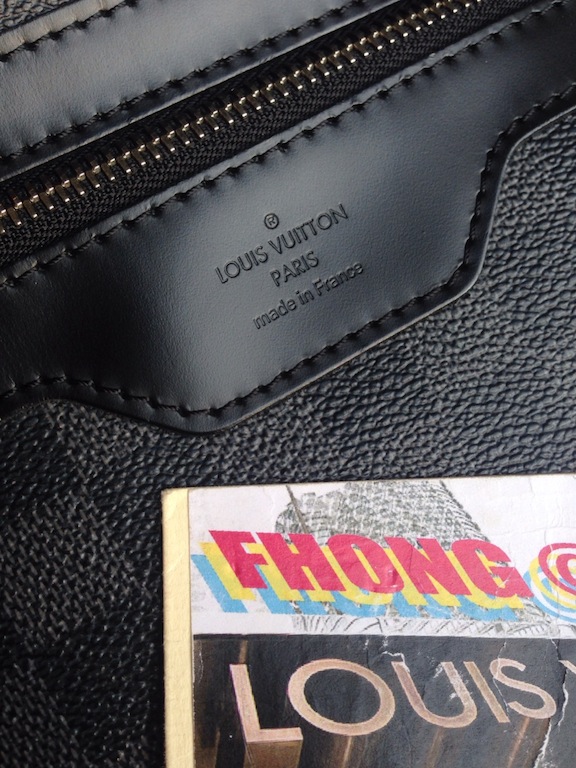 ®
LOUIS VUITTON
PARIS
made in France
FHONG ©
LOUIS